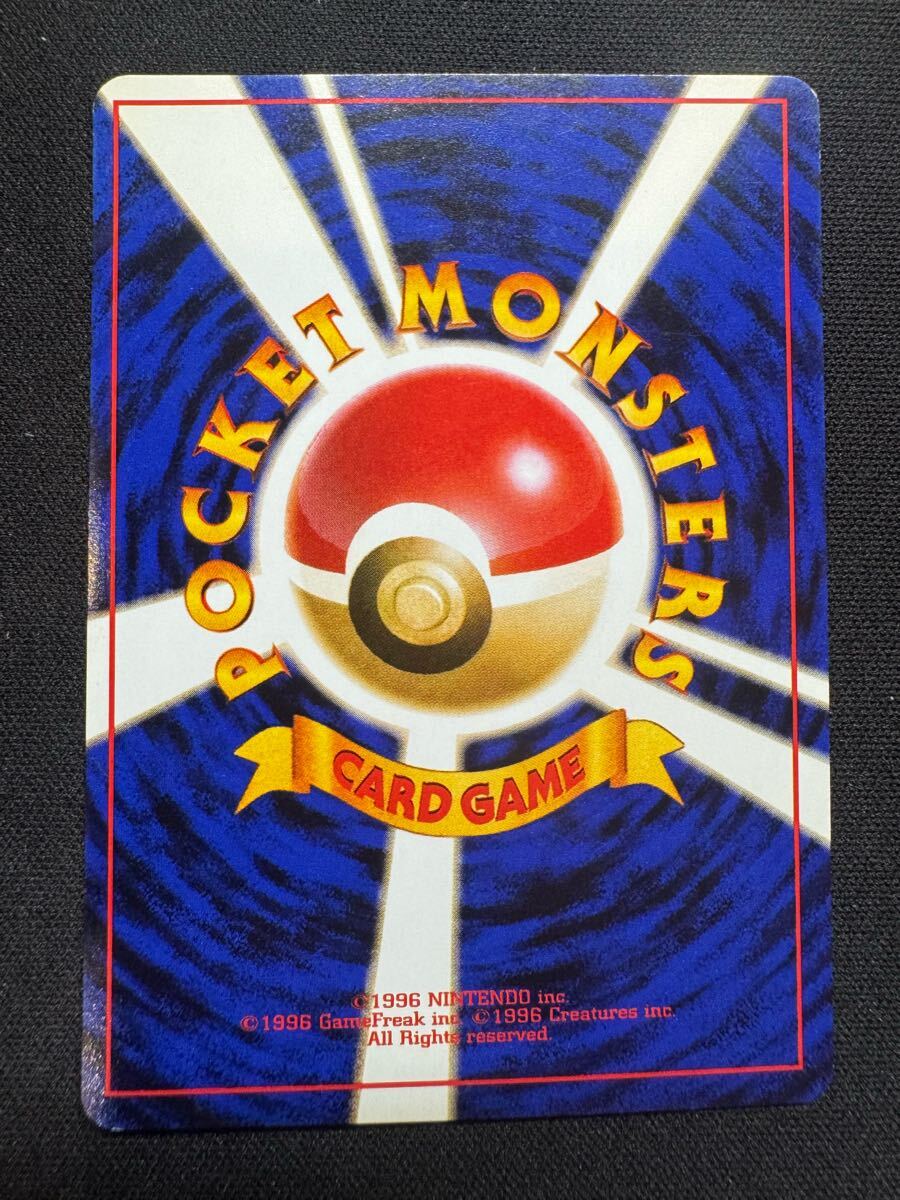 POCKET MONSTERS
CARD GAME
©1996 NINTENDO inc.
©1996 GameFreak inc. ©1996 Creatures inc.
All Rights reserved.